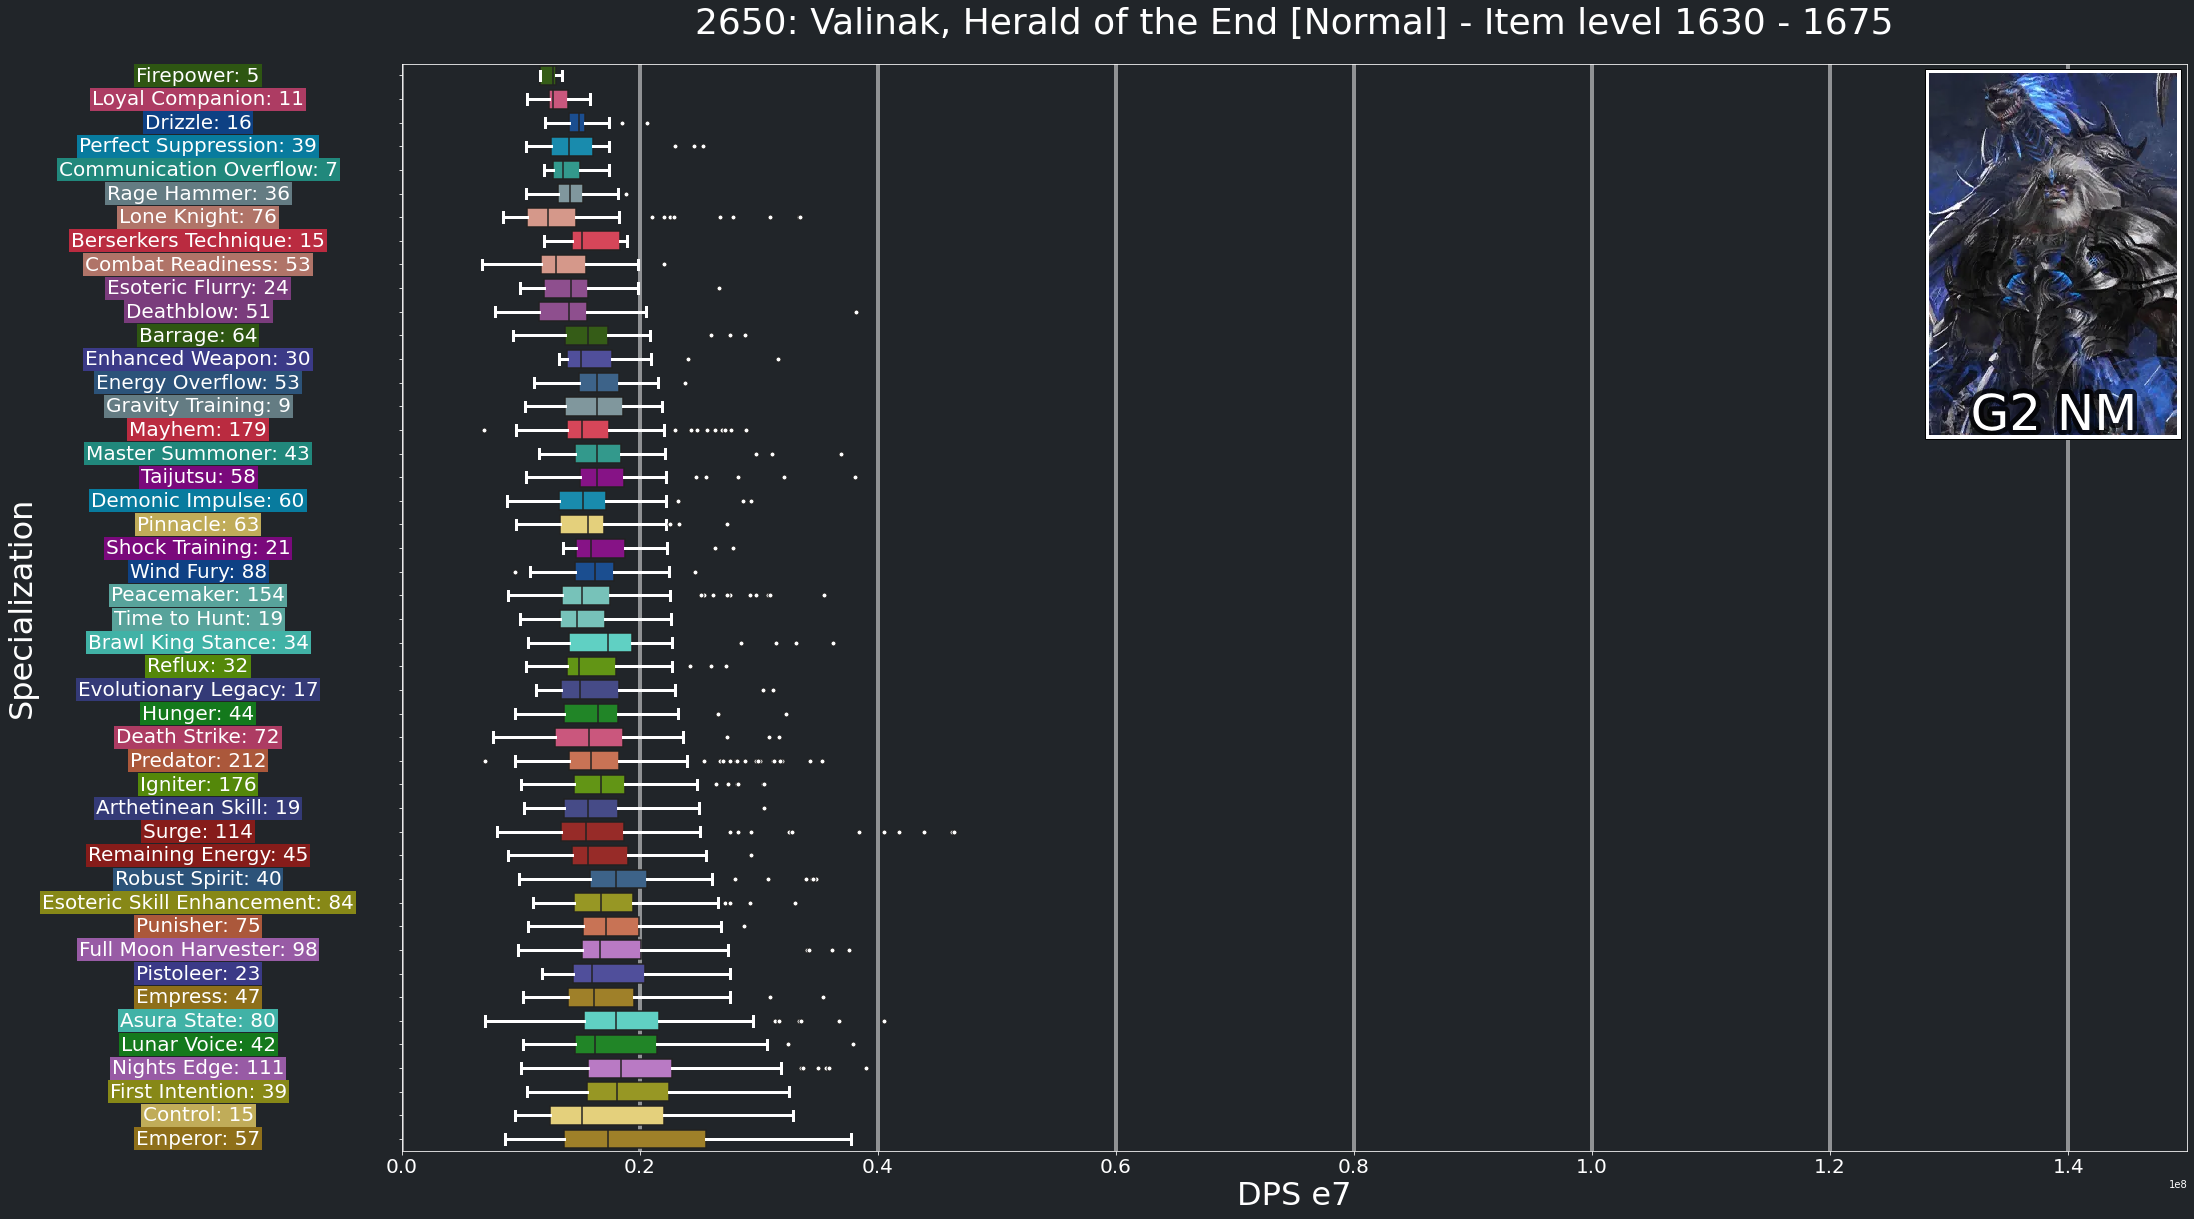 2650: Valinak, Herald of the End [Normal] - Item level 1630 - 1675
Firepower: 5
Loyal Companion: 11
Drizzle: 16
Perfect Suppression: 39
Communication Overflow: 7
Rage Hammer: 36
Lone Knight: 76
Berserkers Technique: 15
Combat Readiness: 53
Esoteric Flurry: 24
Deathblow: 51
Barrage: 64
Enhanced Weapon: 30
Energy Overflow: 53
Gravity Training: 9
Mayhem: 179
Master Summoner: 43
Taijutsu: 58
Demonic Impulse: 60
Pinnacle: 63
Shock Training: 21
Wind Fury: 88
Peacemaker: 154
Time to Hunt: 19
Brawl King Stance: 34
Reflux: 32
Evolutionary Legacy: 17
Hunger: 44
Death Strike: 72
Predator: 212
Igniter: 176
Arthetinean Skill: 19
Surge: 114
Remaining Energy: 45
Robust Spirit: 40
Esoteric Skill Enhancement: 84
Punisher: 75
Full Moon Harvester: 98
Pistoleer: 23
Empress: 47
Asura State: 80
Lunar Voice: 42
Nights Edge: 111
First Intention: 39
Control: 15
Emperor: 57
Specialization
G2 NM
0.0 0.2 0.4 0.6 0.8 1.0 1.2 1.4
1e8
DPS e7